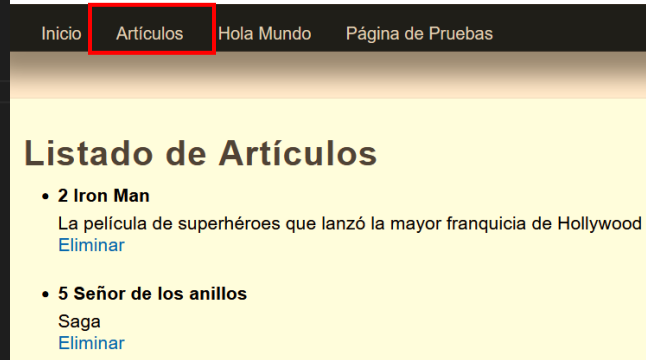 Inicio Artículos Hola Mundo Página de Pruebas
Listado de Artículos
• 2 Iron Man
La película de superhéroes que lanzó la mayor franquicia de Hollywood
Eliminar
• 5 Señor de los anillos
Saga
Eliminar